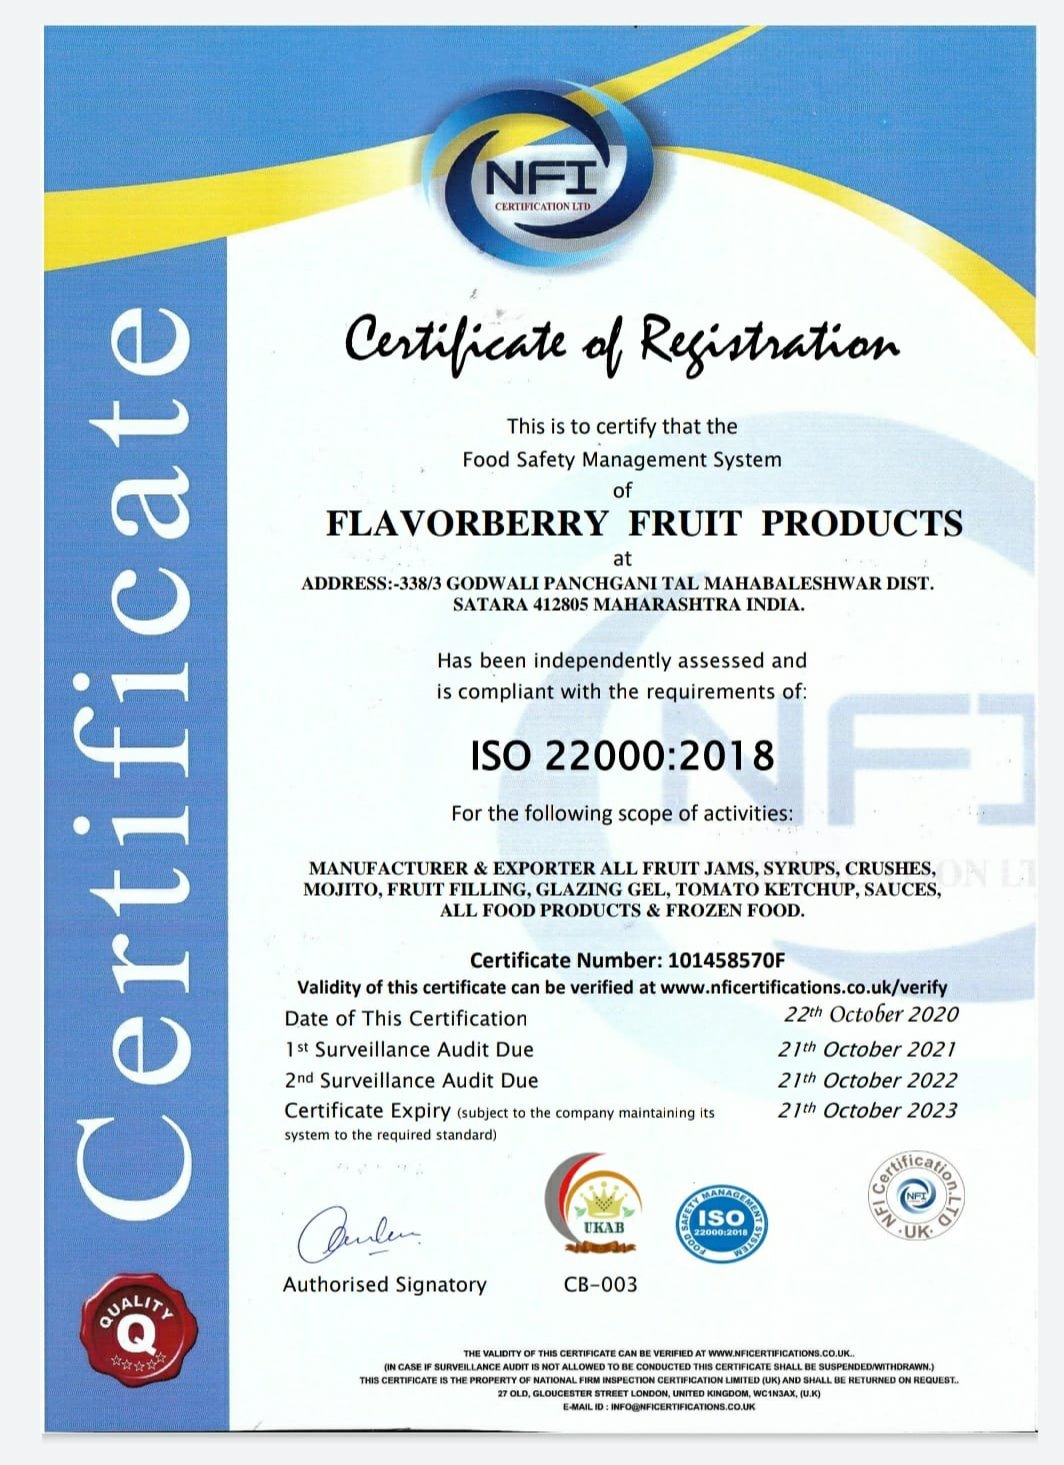 NFI
CERTIFICATION LTD
Certificate
Certificate of Registration
This is to certify that the
Food Safety Management System
of
FLAVORBERRY FRUIT PRODUCTS
at
ADDRESS:-338/3 GODWALI PANCHGANI TAL MAHABALESHWAR DIST.
SATARA 412805 MAHARASHTRA INDIA.
Has been independently assessed and
is compliant with the requirements of:
ISO 22000:2018
For the following scope of activities:
MANUFACTURER & EXPORTER ALL FRUIT JAMS, SYRUPS, CRUSHES,
MOJITO, FRUIT FILLING, GLAZING GEL, TOMATO KETCHUP, SAUCES,
ALL FOOD PRODUCTS & FROZEN FOOD.
NFI
ON LT
Certificate Number: 101458570F
Validity of this certificate can be verified at www.nficertifications.co.uk/verify
Date of This Certification 22th October 2020
1st Surveillance Audit Due 21th October 2021
2nd Surveillance Audit Due 21th October 2022
Certificate Expiry (subject to the company maintaining its 21th October 2023
system to the required standard)
UKAB
FOOD SAFETY MANAGEMENT SYSTEM
ISO
22000:2018
NFI Certification.LTD
NFI
·UK·
Authorised Signatory CB-003
QUALITY
Q
THE VALIDITY OF THIS CERTIFICATE CAN BE VERIFIED AT WWW.NFICERTIFICATIONS.CO.UK..
(IN CASE IF SURVEILLANCE AUDIT IS NOT ALLOWED TO BE CONDUCTED THIS CERTIFICATE SHALL BE SUSPENDED/WITHDRAWN.)
THIS CERTIFICATE IS THE PROPERTY OF NATIONAL FIRM INSPECTION CERTIFICATION LIMITED (UK) AND SHALL BE RETURNED ON REQUEST..
27 OLD, GLOUCESTER STREET LONDON, UNITED KINGDOM, WC1N3AX, (U.K)
E-MAIL ID : INFO@NFICERTIFICATIONS.CO.UK